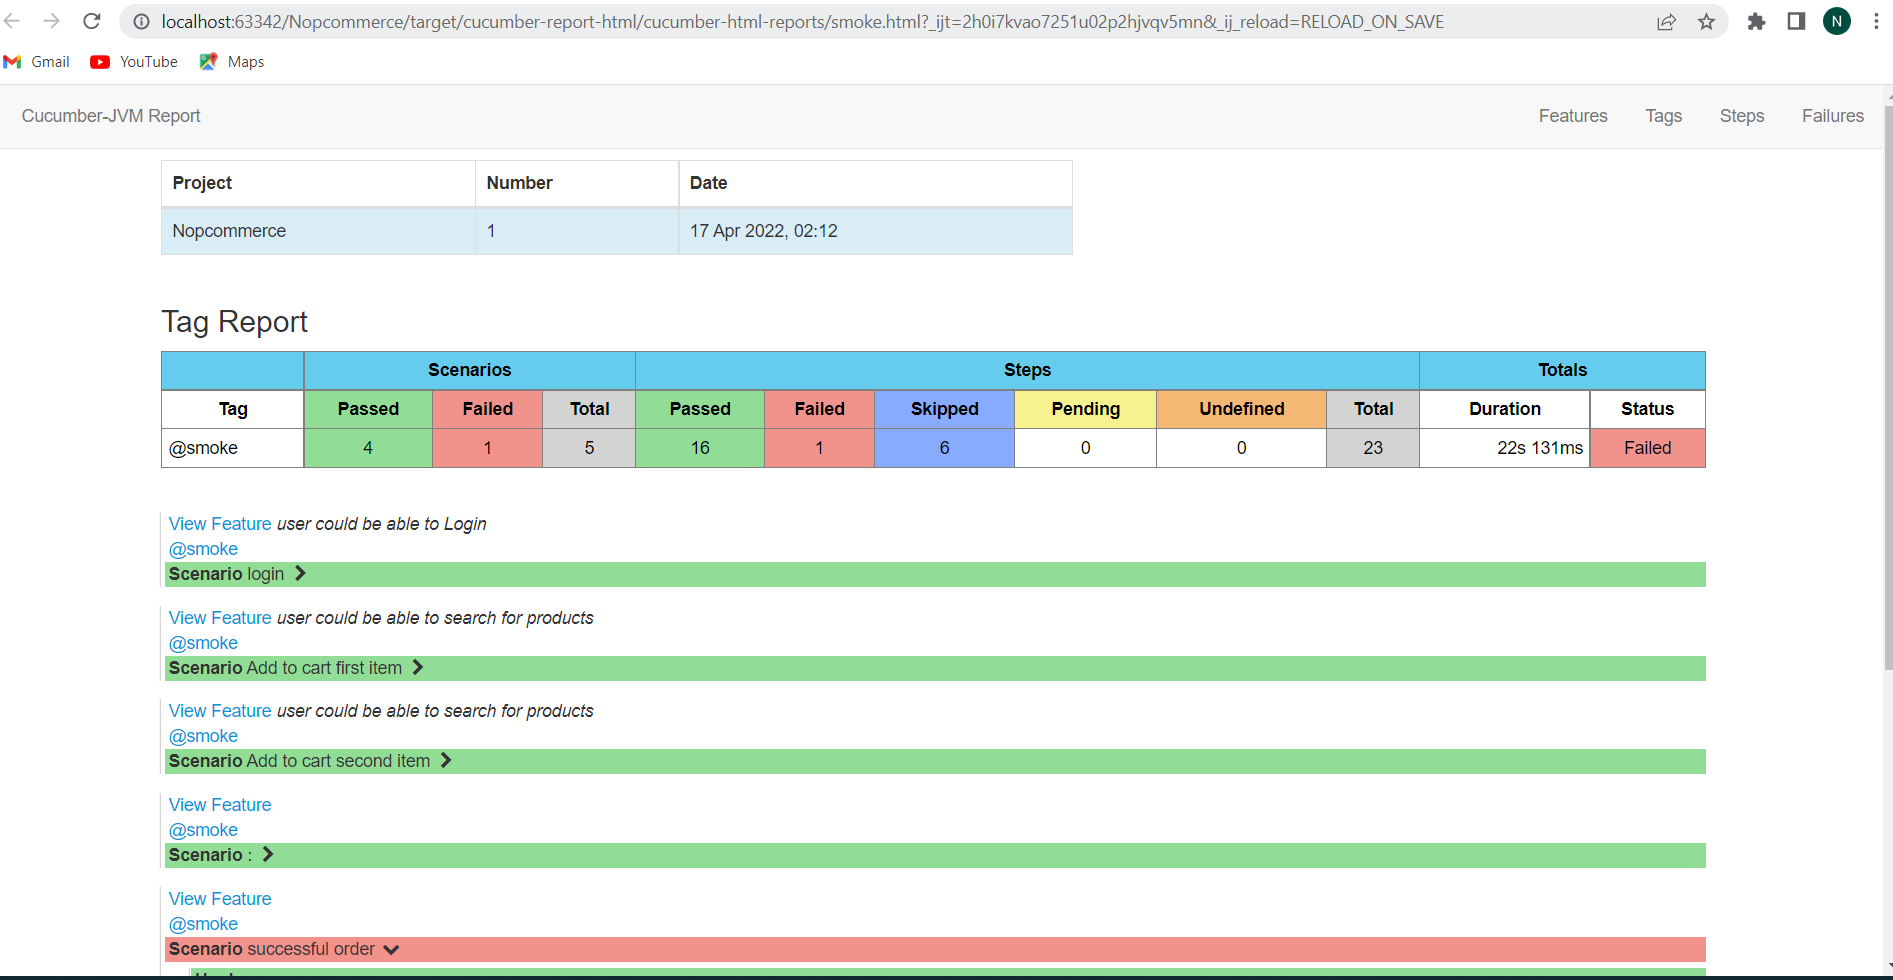 localhost:63342/Nopcommerce/target/cucumber-report-html/cucumber-html-reports/smoke.html?_ijt=2h0i7kvao7251u02p2hjvqv5mn&_ij_reload=RELOAD_ON_SAVE N
Gmail YouTube Maps
Cucumber-JVM Report Features Tags Steps Failures
Project Number Date
Nopcommerce 1 17 Apr 2022, 02:12
Tag Report
Scenarios Steps Totals
Tag Passed Failed Total Passed Failed Skipped Pending Undefined Total Duration Status
@smoke 4 1 5 16 1 6 0 0 23 22s 131ms Failed
View Feature user could be able to Login
@smoke
Scenario login
View Feature user could be able to search for products
@smoke
Scenario Add to cart first item
View Feature user could be able to search for products
@smoke
Scenario Add to cart second item
View Feature
@smoke
Scenario :
View Feature
@smoke
Scenario successful order